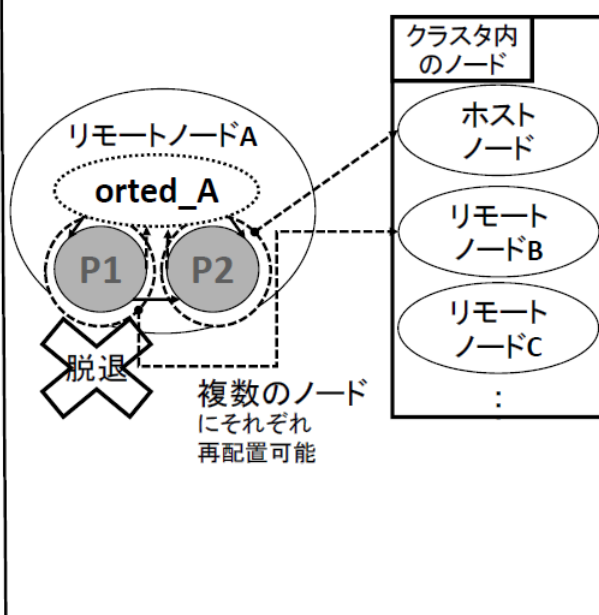 クラスタ内
のノード
ホスト
ノード
リモートノードA
orted_A
リモート
ノードB
P1
P2
リモート
ノードC
脱退
:
複数のノード
にそれぞれ
再配置可能